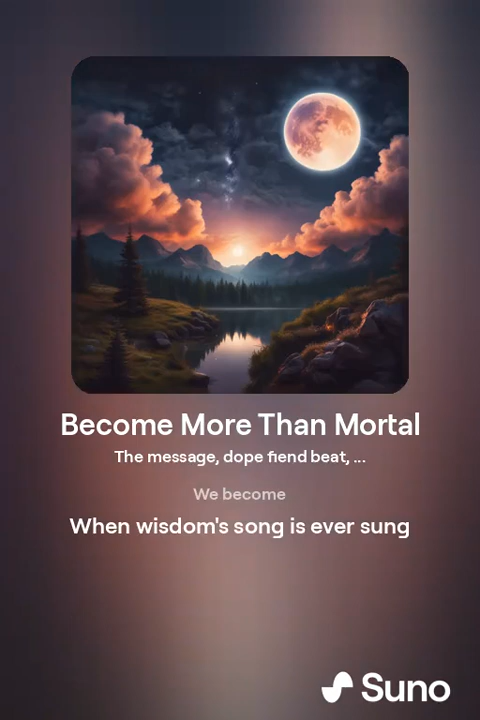 Become More Than Mortal
The message, dope fiend beat, ...
We become
When wisdom's song is ever sung
Suno